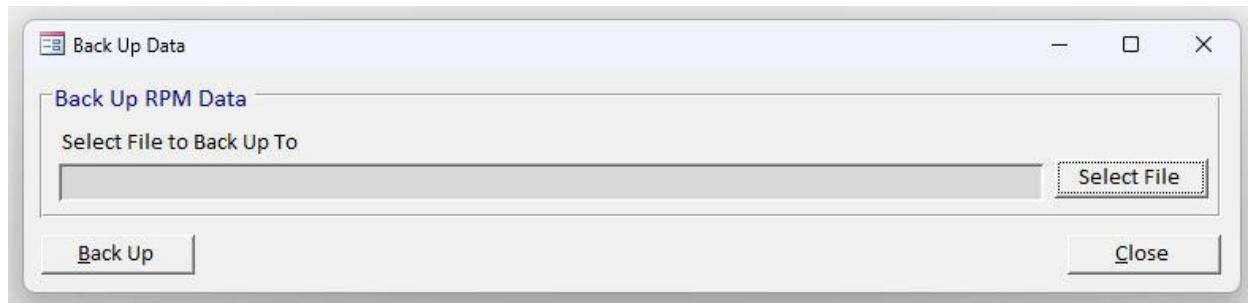 Back Up Data
Back Up RPM Data
Select File to Back Up To
Select File
Back Up
Close